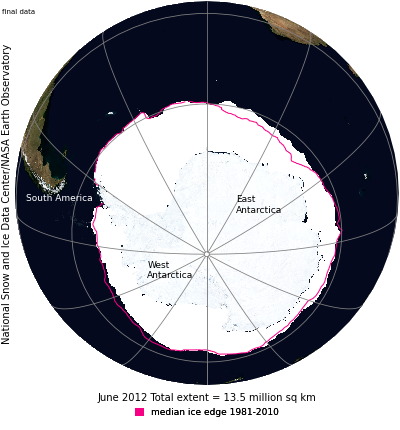 final data
National Snow and Ice Data Center/NASA Earth Observatory
South America
East
Antarctica
West
Antarctica
June 2012 Total extent = 13.5 million sq km
median ice edge 1981-2010